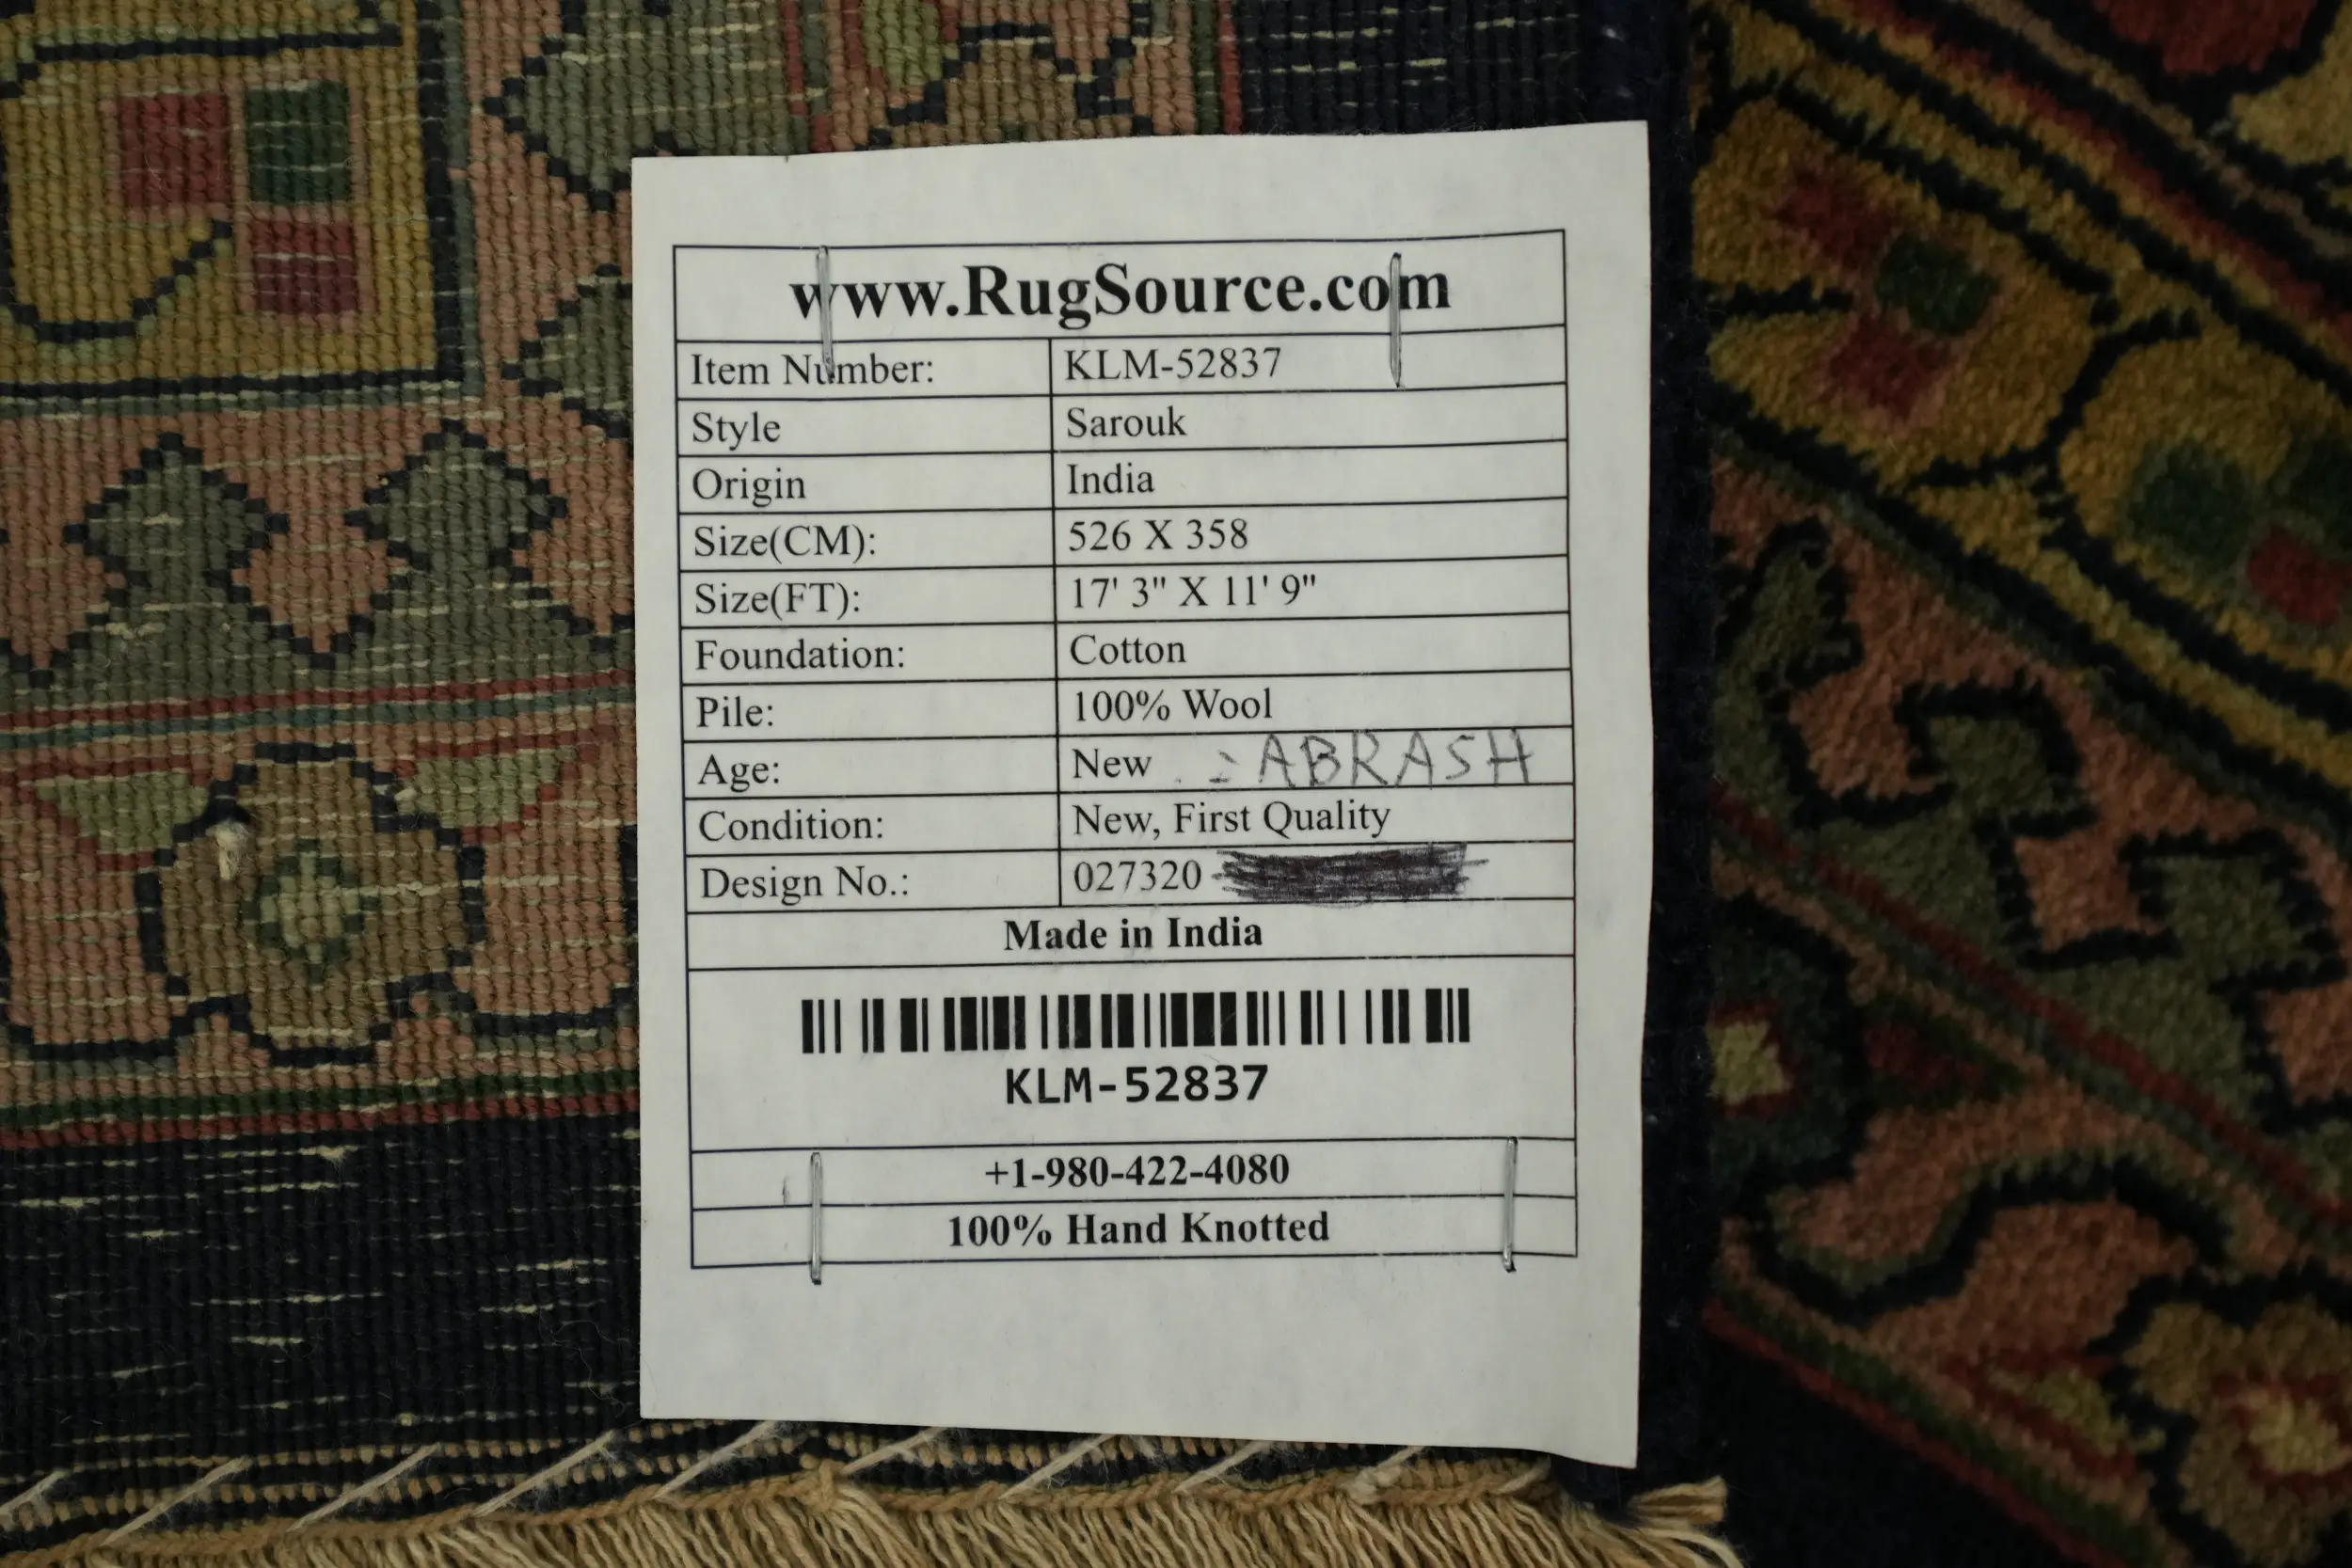 www.RugSource.com
Item Number: KLM-52837
Style Sarouk
Origin India
Size(CM): 526 X 358
Size(FT): 17' 3" X 11' 9"
Foundation: Cotton
Pile: 100% Wool
Age: New ABRASH
Condition: New, First Quality
Design No.: 027320
Made in India
KLM-52837
+1-980-422-4080
100% Hand Knotted